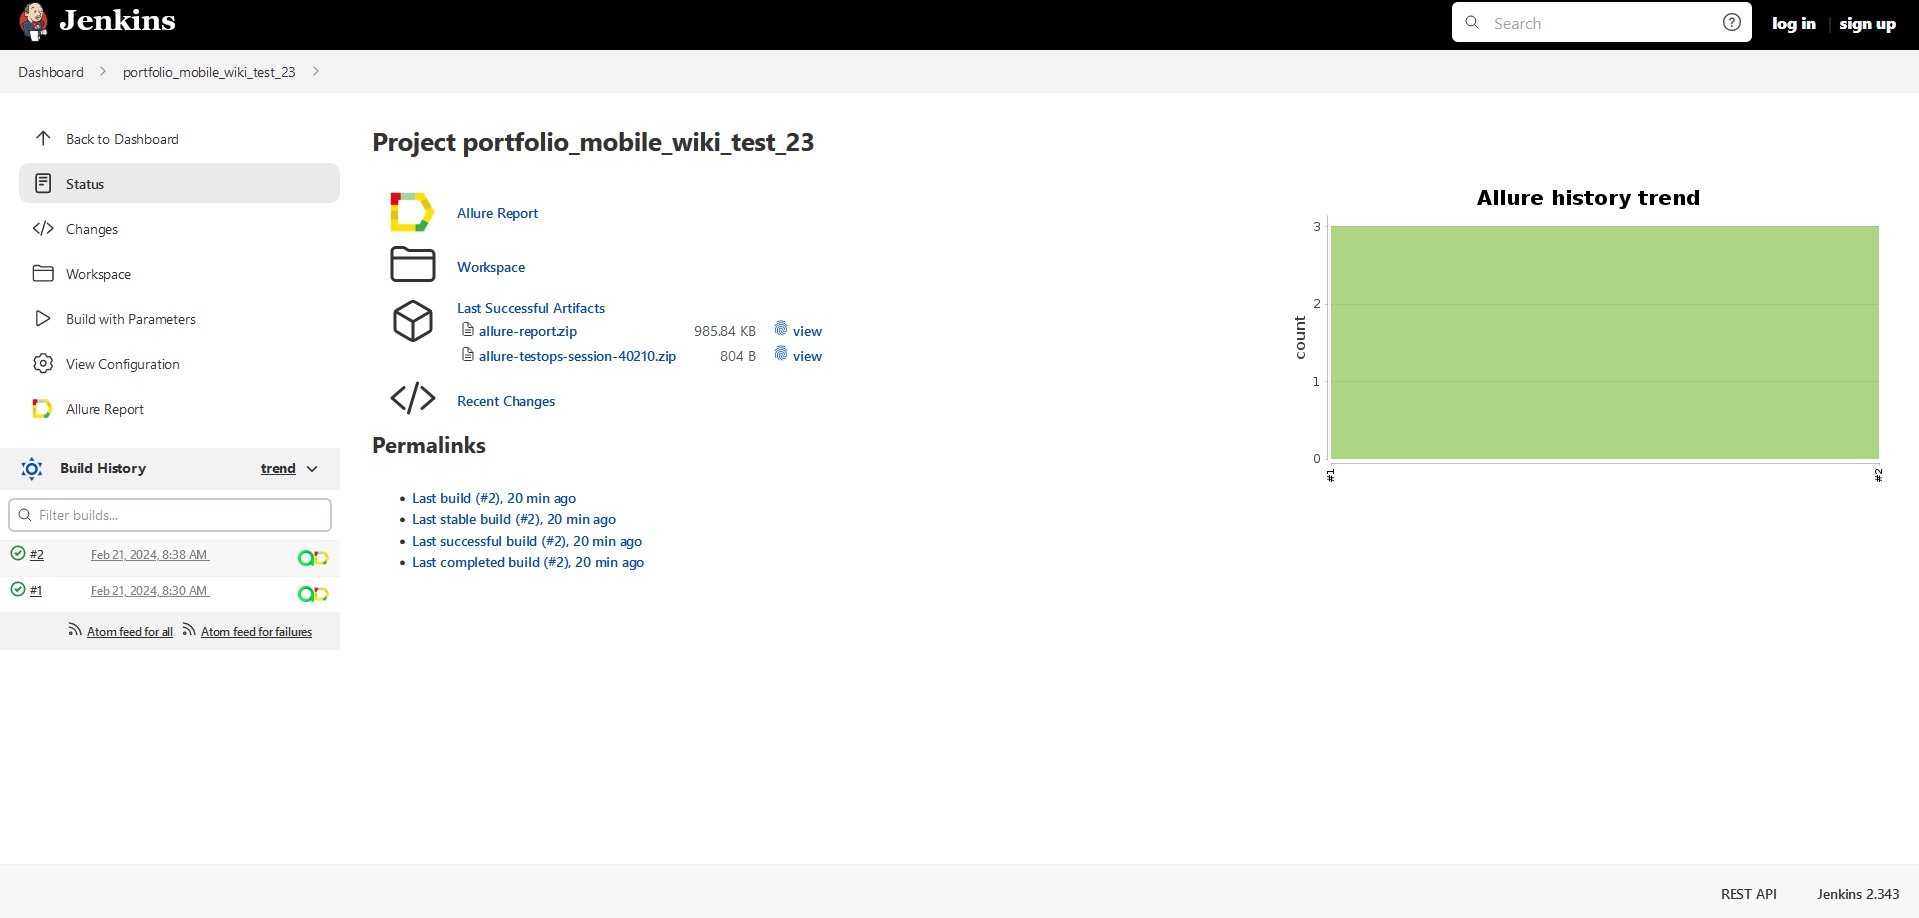 Jenkins
Search
log in
sign up
Dashboard
portfolio_mobile_wiki_test_23
Back to Dashboard
Status
Changes
Workspace
Build with Parameters
View Configuration
Allure Report
Build History
trend
Filter builds...
#2 Feb 21, 2024, 8:38 AM
#1 Feb 21, 2024, 8:30 AM
Atom feed for all
Atom feed for failures
Project portfolio_mobile_wiki_test_23
Allure Report
Workspace
Last Successful Artifacts
allure-report.zip 985.84 KB view
allure-testops-session-40210.zip 804 B view
Recent Changes
Permalinks
Last build (#2), 20 min ago
Last stable build (#2), 20 min ago
Last successful build (#2), 20 min ago
Last completed build (#2), 20 min ago
Allure history trend
count
3
2
1
0
#1
#2
REST API
Jenkins 2.343